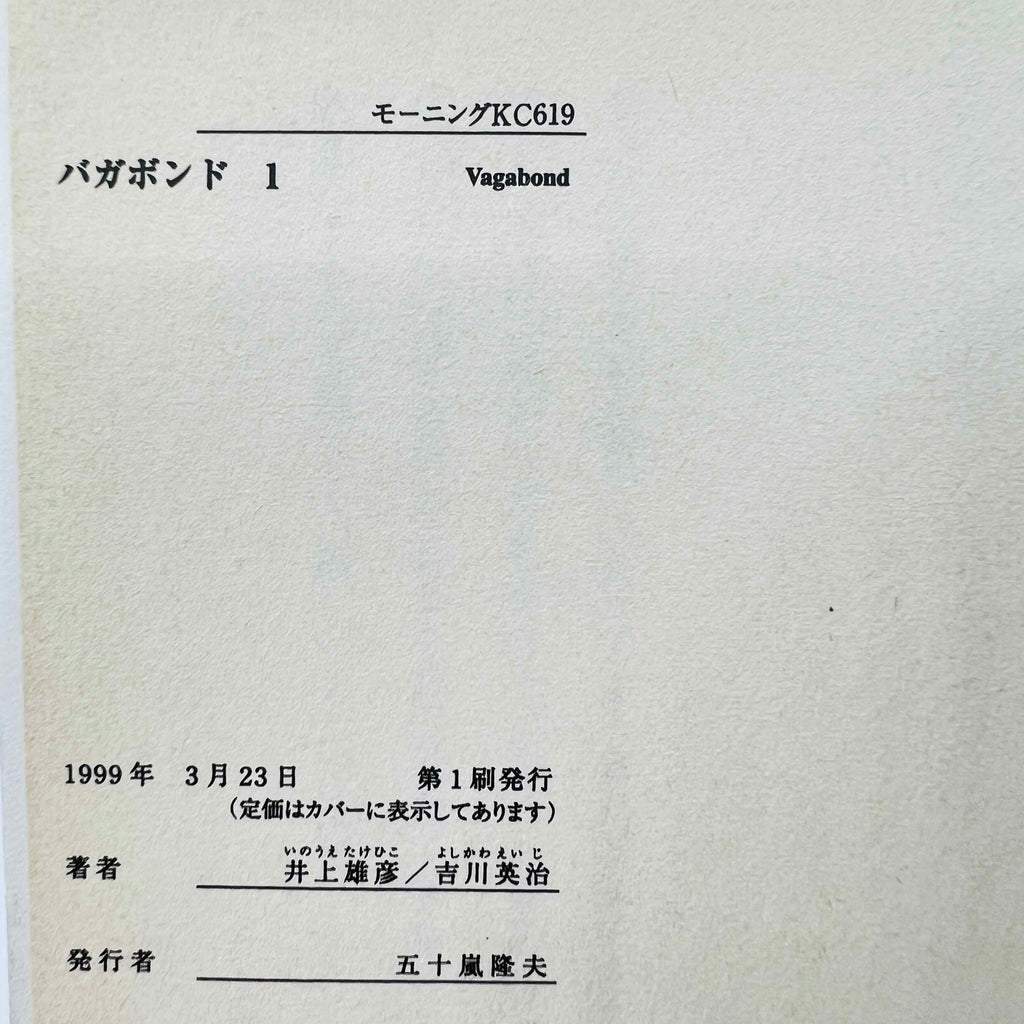 モーニングKC619
バガボンド 1 Vagabond
1999年 3月23日 第1刷発行
（定価はカバーに表示してあります）
いのうえたけひこ よしかわえいじ
著者 井上雄彦／吉川英治
発行者 五十嵐隆夫